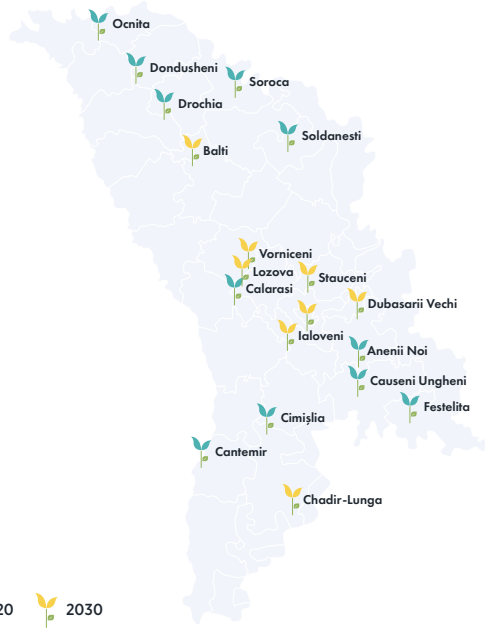 Ocnita
Dondusheni
Soroca
Drochia
Soldanesti
Balti
Vorniceni
Lozova
Stauceni
Calarasi
Dubasarii Vechi
Ialoveni
Anenii Noi
Causeni Ungheni
Festelita
Cimișlia
Cantemir
Chadir-Lunga
20 2030